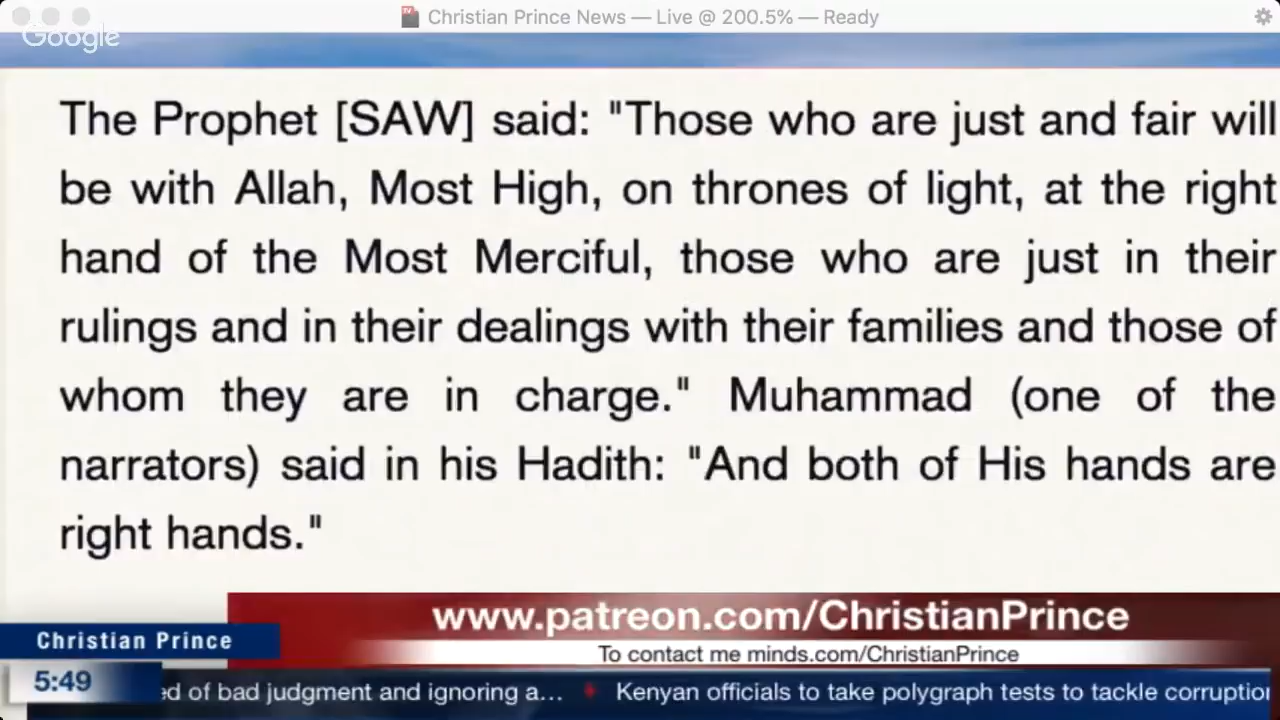 Christian Prince News — Live @ 200.5% — Ready
Google
The Prophet [SAW] said: "Those who are just and fair will
be with Allah, Most High, on thrones of light, at the right
hand of the Most Merciful, those who are just in their
rulings and in their dealings with their families and those of
whom they are in charge." Muhammad (one of the
narrators) said in his Hadith: "And both of His hands are
right hands."
www.patreon.com/ChristianPrince
Christian Prince
To contact me minds.com/ChristianPrince
5:49
ed of bad judgment and ignoring a... Kenyan officials to take polygraph tests to tackle corruption